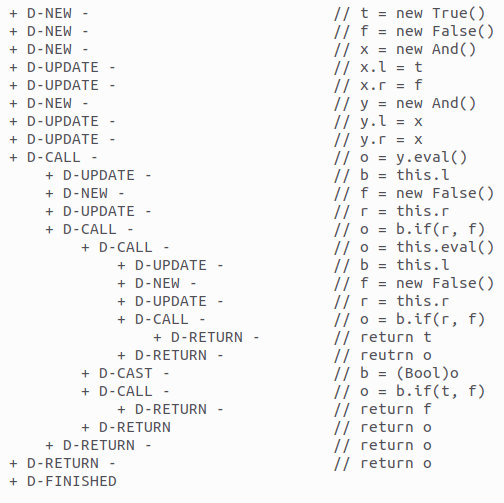 + D-NEW -                           // t = new True()
+ D-NEW -                           // f = new False()
+ D-NEW -                           // x = new And()
+ D-UPDATE -                        // x.l = t
+ D-UPDATE -                        // x.r = f
+ D-NEW -                           // y = new And()
+ D-UPDATE -                        // y.l = x
+ D-UPDATE -                        // y.r = x
+ D-CALL -                          // o = y.eval()
    + D-UPDATE -                    // b = this.l
    + D-NEW -                       // f = new False()
    + D-UPDATE -                    // r = this.r
    + D-CALL -                      // o = b.if(r, f)
        + D-CALL -                  // o = this.eval()
            + D-UPDATE -            // b = this.l
            + D-NEW -               // f = new False()
            + D-UPDATE -            // r = this.r
            + D-CALL -              // o = b.if(r, f)
                + D-RETURN -        // return t
            + D-RETURN -            // reutrn o
        + D-CAST -                  // b = (Bool)o
        + D-CALL -                  // o = b.if(t, f)
            + D-RETURN -            // return f
        + D-RETURN                  // return o
    + D-RETURN -                    // return o
+ D-RETURN -                        // return o
+ D-FINISHED